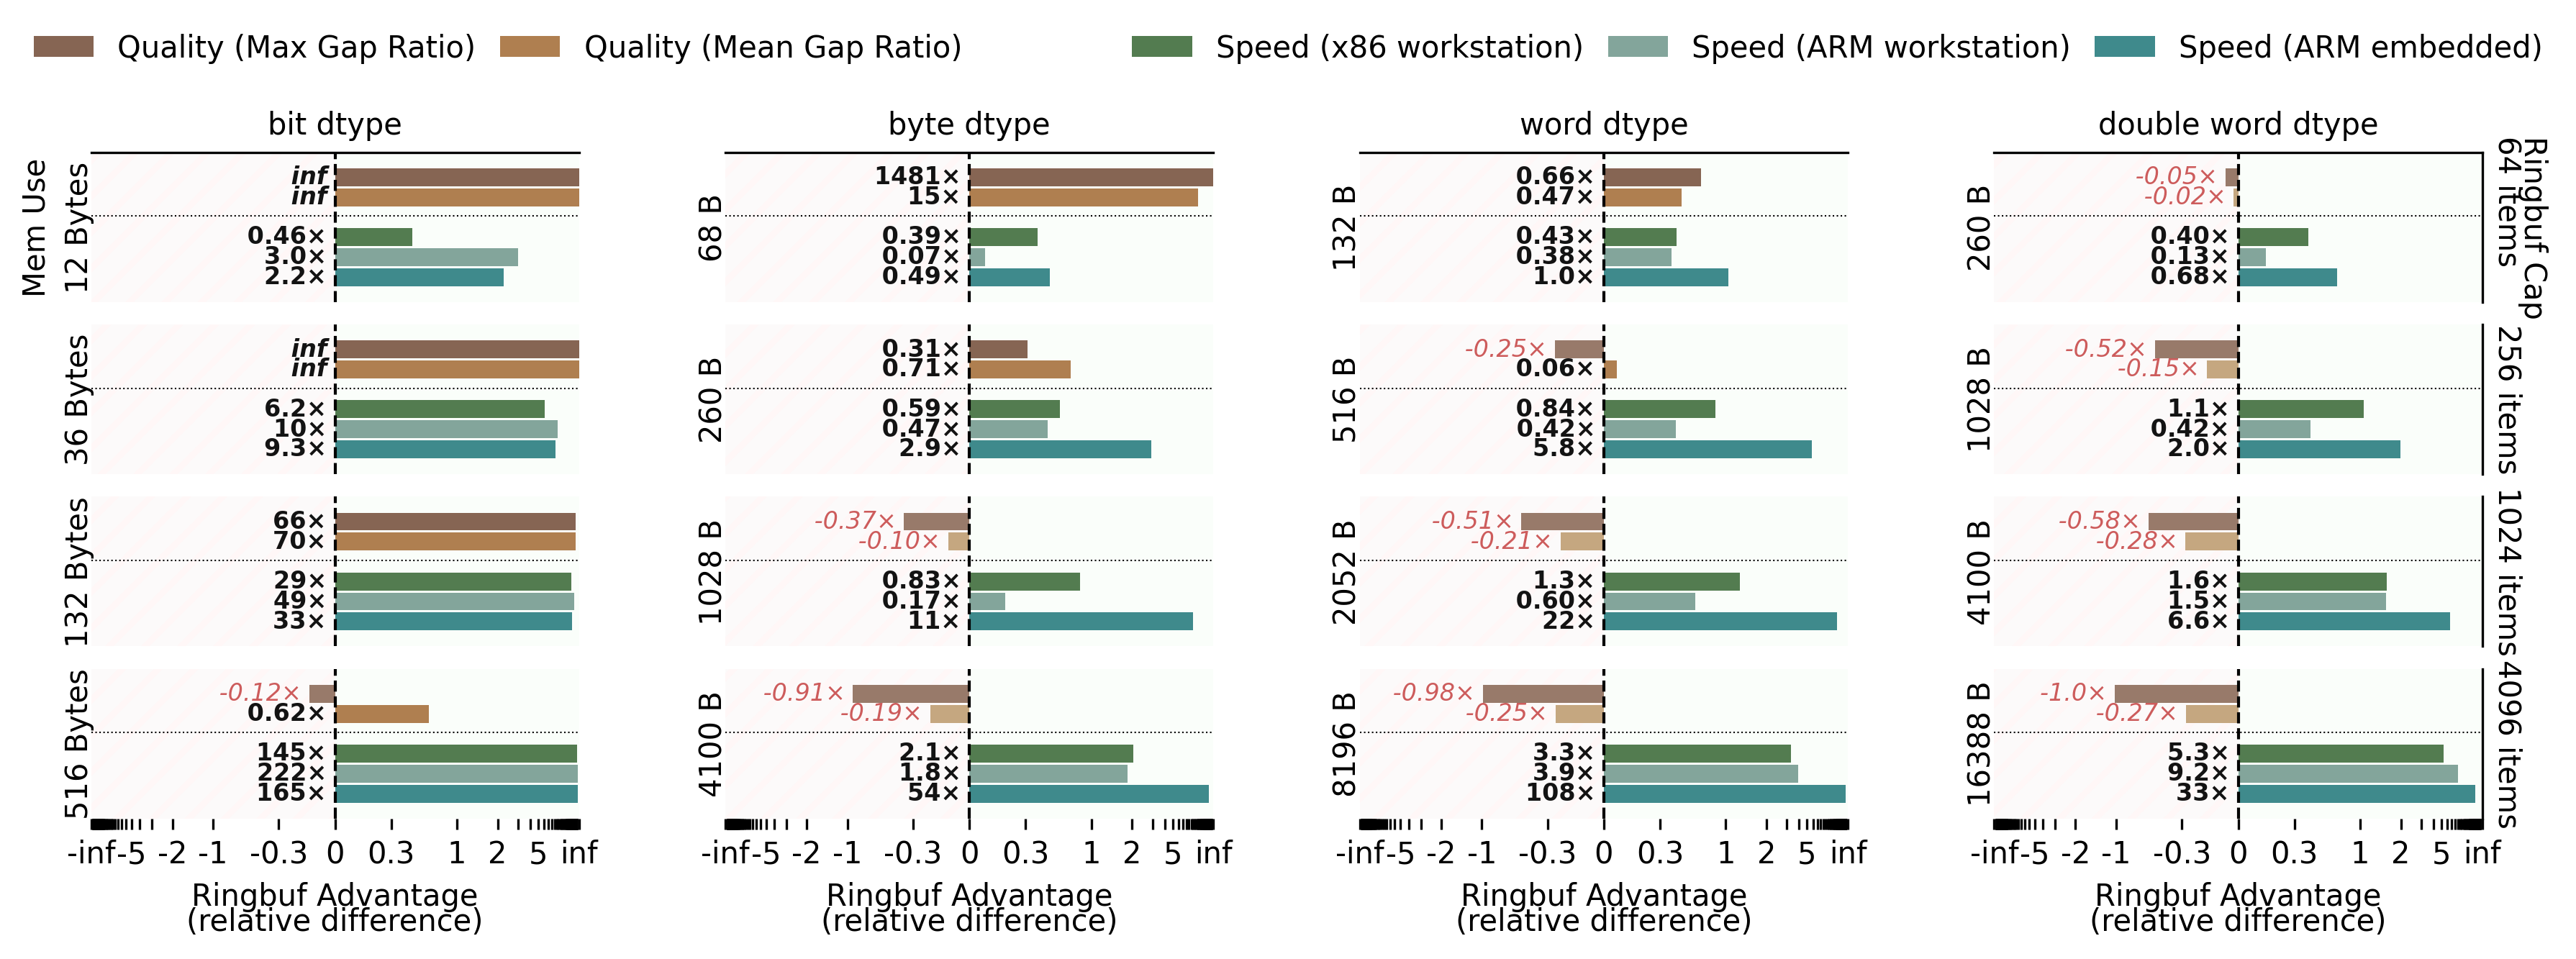 Quality (Max Gap Ratio) Quality (Mean Gap Ratio) Speed (x86 workstation) Speed (ARM workstation) Speed (ARM embedded)
bit dtype byte dtype word dtype double word dtype
Mem Use
Ringbuf Cap
12 Bytes
inf
inf
0.46×
3.0×
2.2×
68 B
1481×
15×
0.39×
0.07×
0.49×
132 B
0.66×
0.47×
0.43×
0.38×
1.0×
260 B
-0.05×
-0.02×
0.40×
0.13×
0.68×
64 items
36 Bytes
inf
inf
6.2×
10×
9.3×
260 B
0.31×
0.71×
0.59×
0.47×
2.9×
516 B
-0.25×
0.06×
0.84×
0.42×
5.8×
1028 B
-0.52×
-0.15×
1.1×
0.42×
2.0×
256 items
132 Bytes
66×
70×
29×
49×
33×
1028 B
-0.37×
-0.10×
0.83×
0.17×
11×
2052 B
-0.51×
-0.21×
1.3×
0.60×
22×
4100 B
-0.58×
-0.28×
1.6×
1.5×
6.6×
1024 items
516 Bytes
-0.12×
0.62×
145×
222×
165×
4100 B
-0.91×
-0.19×
2.1×
1.8×
54×
8196 B
-0.98×
-0.25×
3.3×
3.9×
108×
16388 B
-1.0×
-0.27×
5.3×
9.2×
33×
4096 items
-inf -5 -2 -1 -0.3 0 0.3 1 2 5 inf
-inf -5 -2 -1 -0.3 0 0.3 1 2 5 inf
-inf -5 -2 -1 -0.3 0 0.3 1 2 5 inf
-inf -5 -2 -1 -0.3 0 0.3 1 2 5 inf
Ringbuf Advantage
(relative difference)
Ringbuf Advantage
(relative difference)
Ringbuf Advantage
(relative difference)
Ringbuf Advantage
(relative difference)